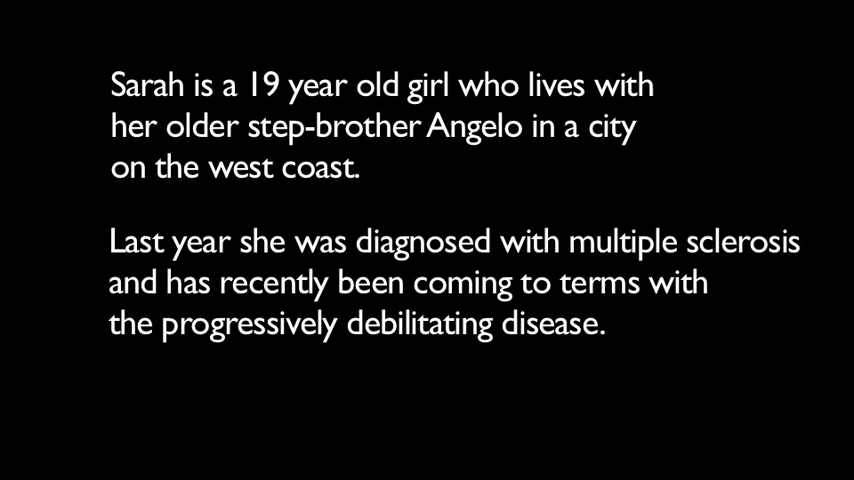 Sarah is a 19 year old girl who lives with
her older step-brother Angelo in a city
on the west coast.
Last year she was diagnosed with multiple sclerosis
and has recently been coming to terms with
the progressively debilitating disease.